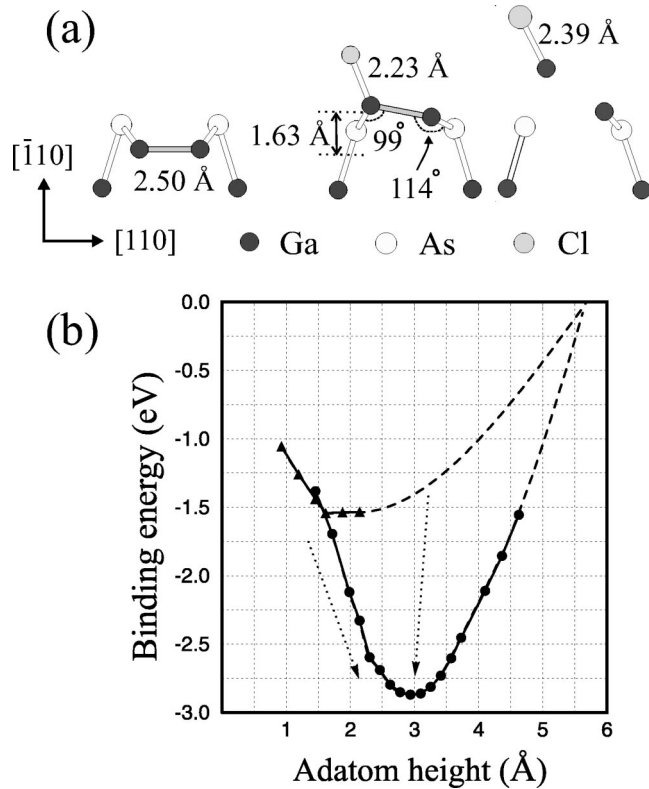 (a)
2.39 Å
2.23 Å
1.63 Å
99°
114°
2.50 Å
[1̄10]
[110]
Ga
As
Cl
(b)
Binding energy (eV)
0.0
-0.5
-1.0
-1.5
-2.0
-2.5
-3.0
1 2 3 4 5 6
Adatom height (Å)